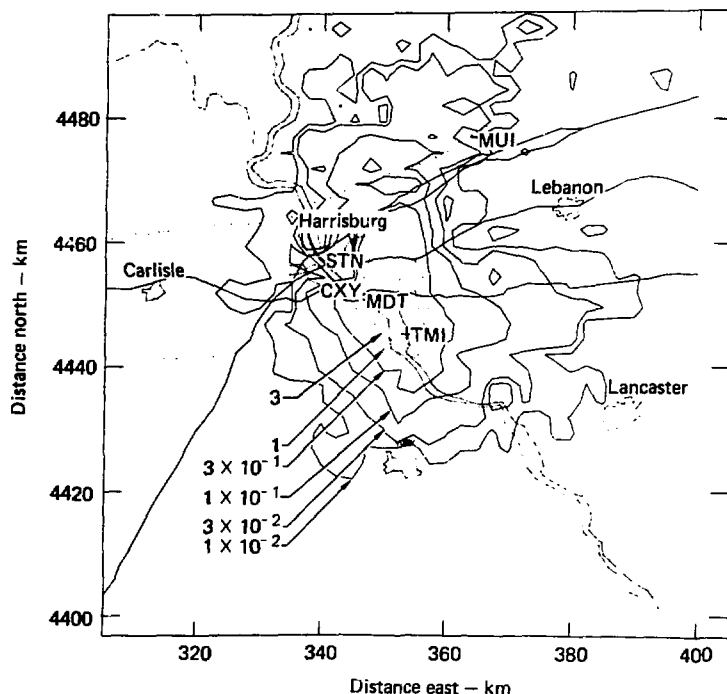 4480
MUI
Lebanon
Harrisburg
4460
STN
Carlisle
CXY
MDT
TMI
4440
Lancaster
3
1
3 × 10⁻¹
1 × 10⁻¹
3 × 10⁻²
1 × 10⁻²
4420
4400
Distance north – km
320
340
360
380
400
Distance east – km